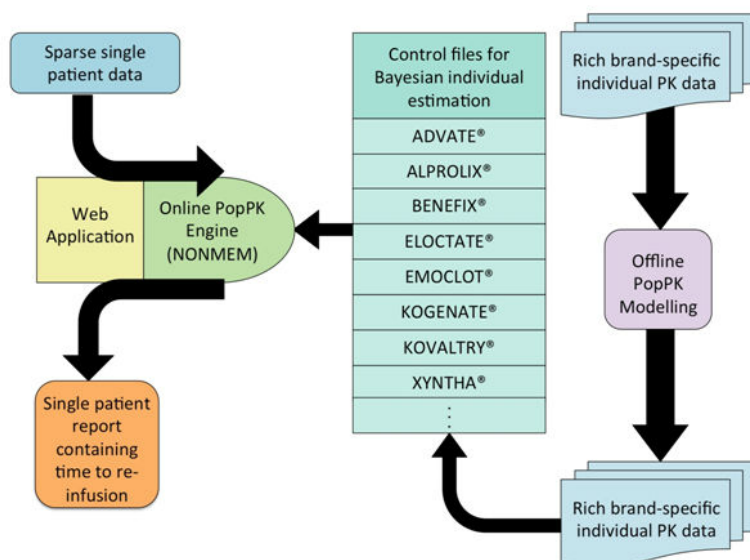 Sparse single
patient data
Web
Application
Online PopPK
Engine
(NONMEM)
Single patient
report
containing
time to re-
infusion
Control files for
Bayesian individual
estimation
ADVATE®
ALPROLIX®
BENEFIX®
ELOCTATE®
EMOCLOT®
KOGENATE®
KOVALTRY®
XYNTHA®
⋮
Rich brand-specific
individual PK data
Offline
PopPK
Modelling
Rich brand-specific
individual PK data